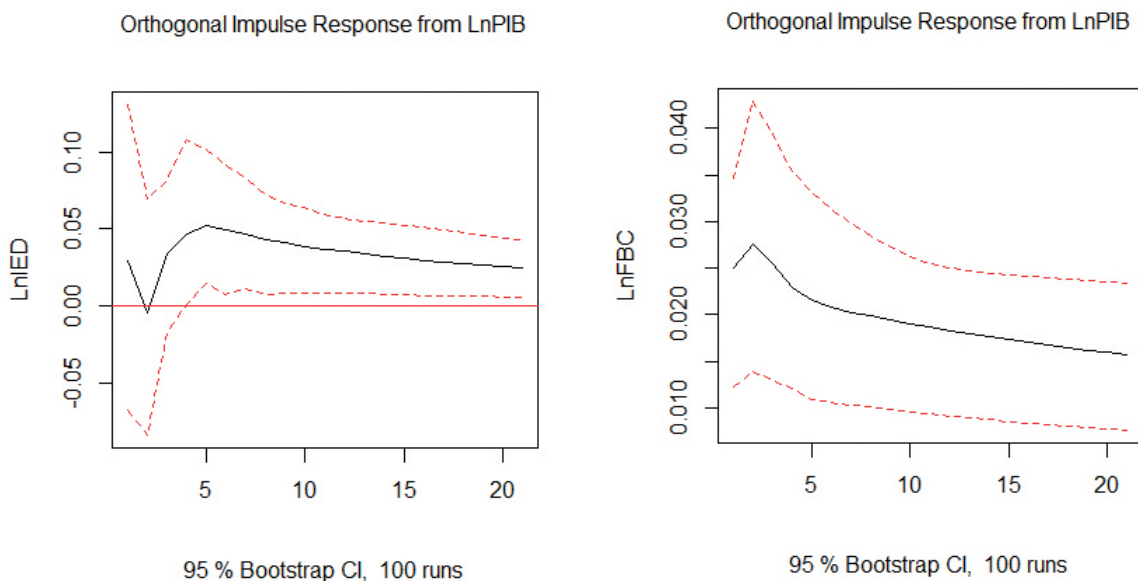 Orthogonal Impulse Response from LnPIB
LnIED
0.10
0.05
0.00
-0.05
5
10
15
20
95 % Bootstrap CI, 100 runs
Orthogonal Impulse Response from LnPIB
LnFBC
0.040
0.030
0.020
0.010
5
10
15
20
95 % Bootstrap CI, 100 runs